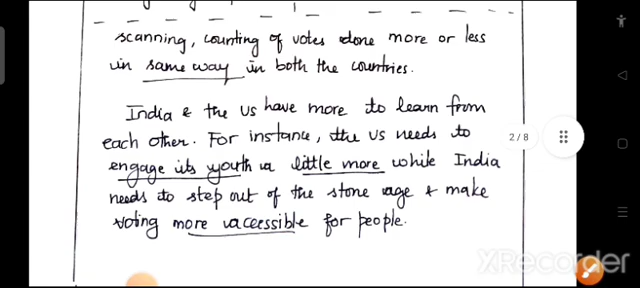 scanning, counting of votes done more or less
in same way in both the countries.
India & the US have more to learn from
each other. For instance, the US needs to
engage its youth a little more while India
needs to step out of the stone age & make
voting more accessible for people.
2/8
XRecorder